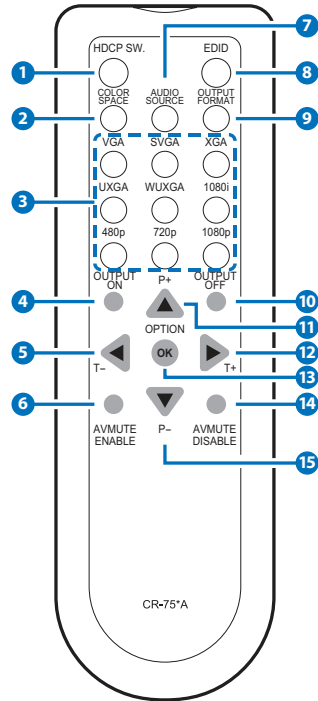 7
HDCP SW.
EDID
1
8
COLOR SPACE
AUDIO SOURCE
OUTPUT FORMAT
2
9
VGA
SVGA
XGA
3
UXGA
WUXGA
1080i
480p
720p
1080p
OUTPUT ON
P+
OUTPUT OFF
4
10
11
OPTION
5
OK
12
T−
T+
13
6
14
AVMUTE ENABLE
P−
AVMUTE DISABLE
15
CR-75*A